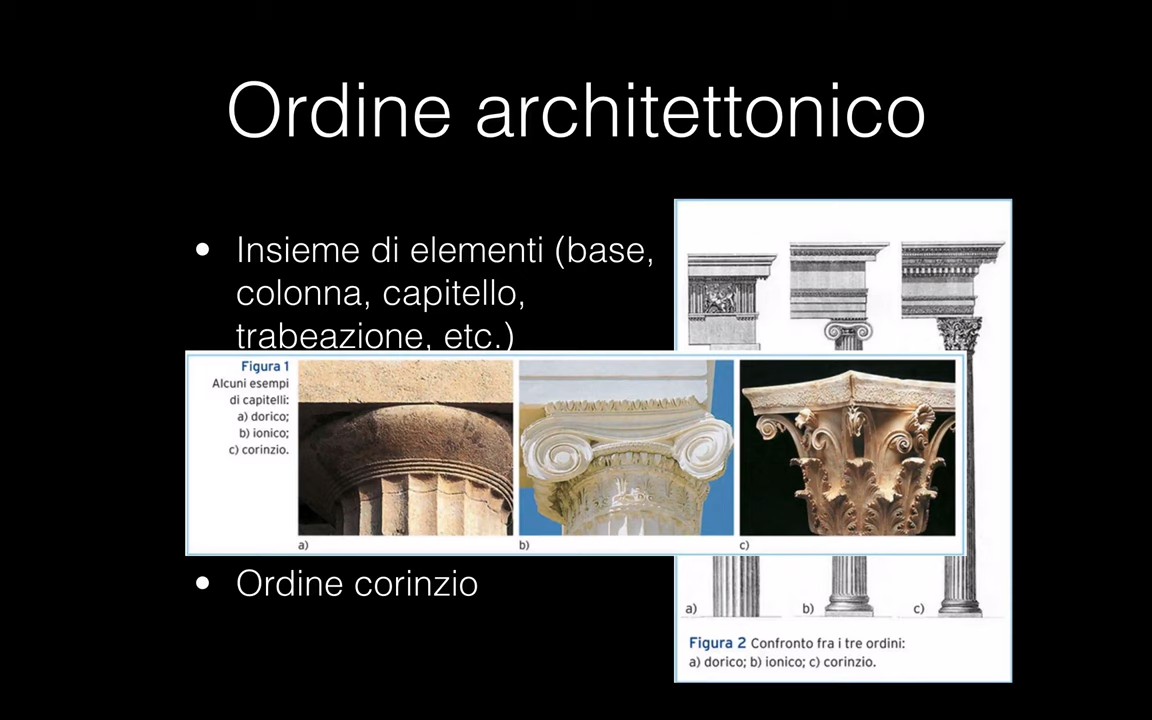 Ordine architettonico
• Insieme di elementi (base,
colonna, capitello,
trabeazione, etc.)
Figura 1
Alcuni esempi
di capitelli:
a) dorico;
b) ionico;
c) corinzio.
a)
b)
c)
• Ordine corinzio
a)
b)
c)
Figura 2 Confronto fra i tre ordini:
a) dorico; b) ionico; c) corinzio.